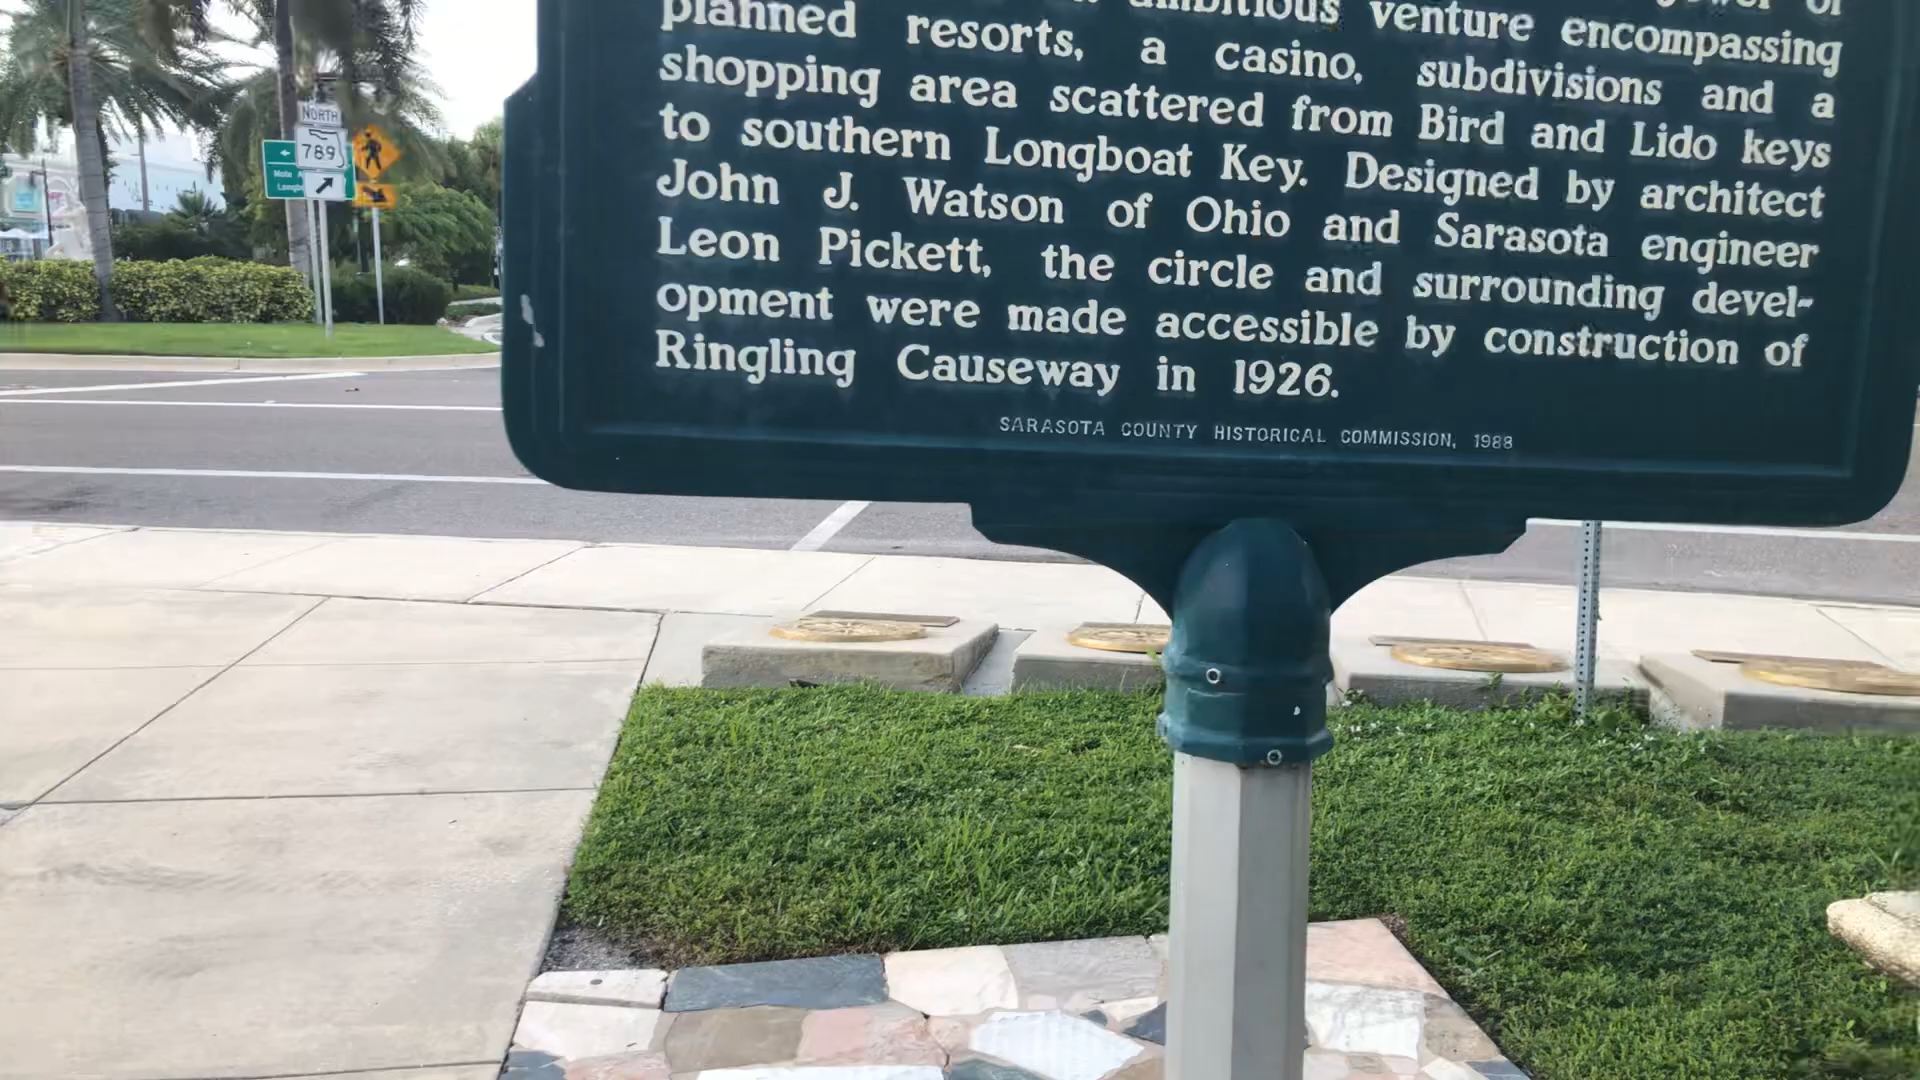 ambitious venture encompassing
planned resorts, a casino, subdivisions and a
shopping area scattered from Bird and Lido keys
to southern Longboat Key. Designed by architect
John J. Watson of Ohio and Sarasota engineer
Leon Pickett, the circle and surrounding devel-
opment were made accessible by construction of
Ringling Causeway in 1926.
SARASOTA COUNTY HISTORICAL COMMISSION, 1988
NORTH
789
Mote